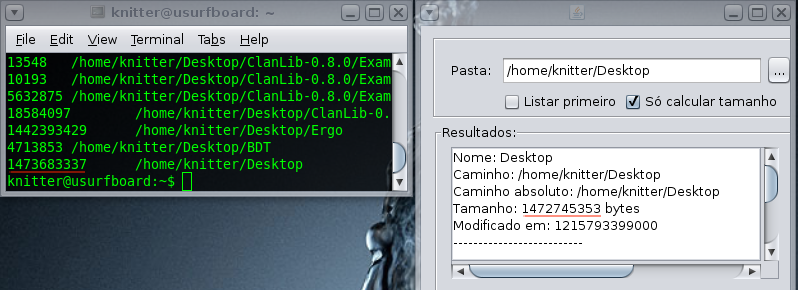 knitter@usurfboard: ~
File Edit View Terminal Tabs Help
13548 /home/knitter/Desktop/ClanLib-0.8.0/Exam
10193 /home/knitter/Desktop/ClanLib-0.8.0/Exam
5632875 /home/knitter/Desktop/ClanLib-0.8.0/Exam
18584097 /home/knitter/Desktop/ClanLib-0.
1442393429 /home/knitter/Desktop/Ergo
4713853 /home/knitter/Desktop/BDT
1473683337 /home/knitter/Desktop
knitter@usurfboard:~$
Pasta: /home/knitter/Desktop ...
Listar primeiro Só calcular tamanho
Resultados:
Nome: Desktop
Caminho: /home/knitter/Desktop
Caminho absoluto: /home/knitter/Desktop
Tamanho: 1472745353 bytes
Modificado em: 1215793399000
--------------------------